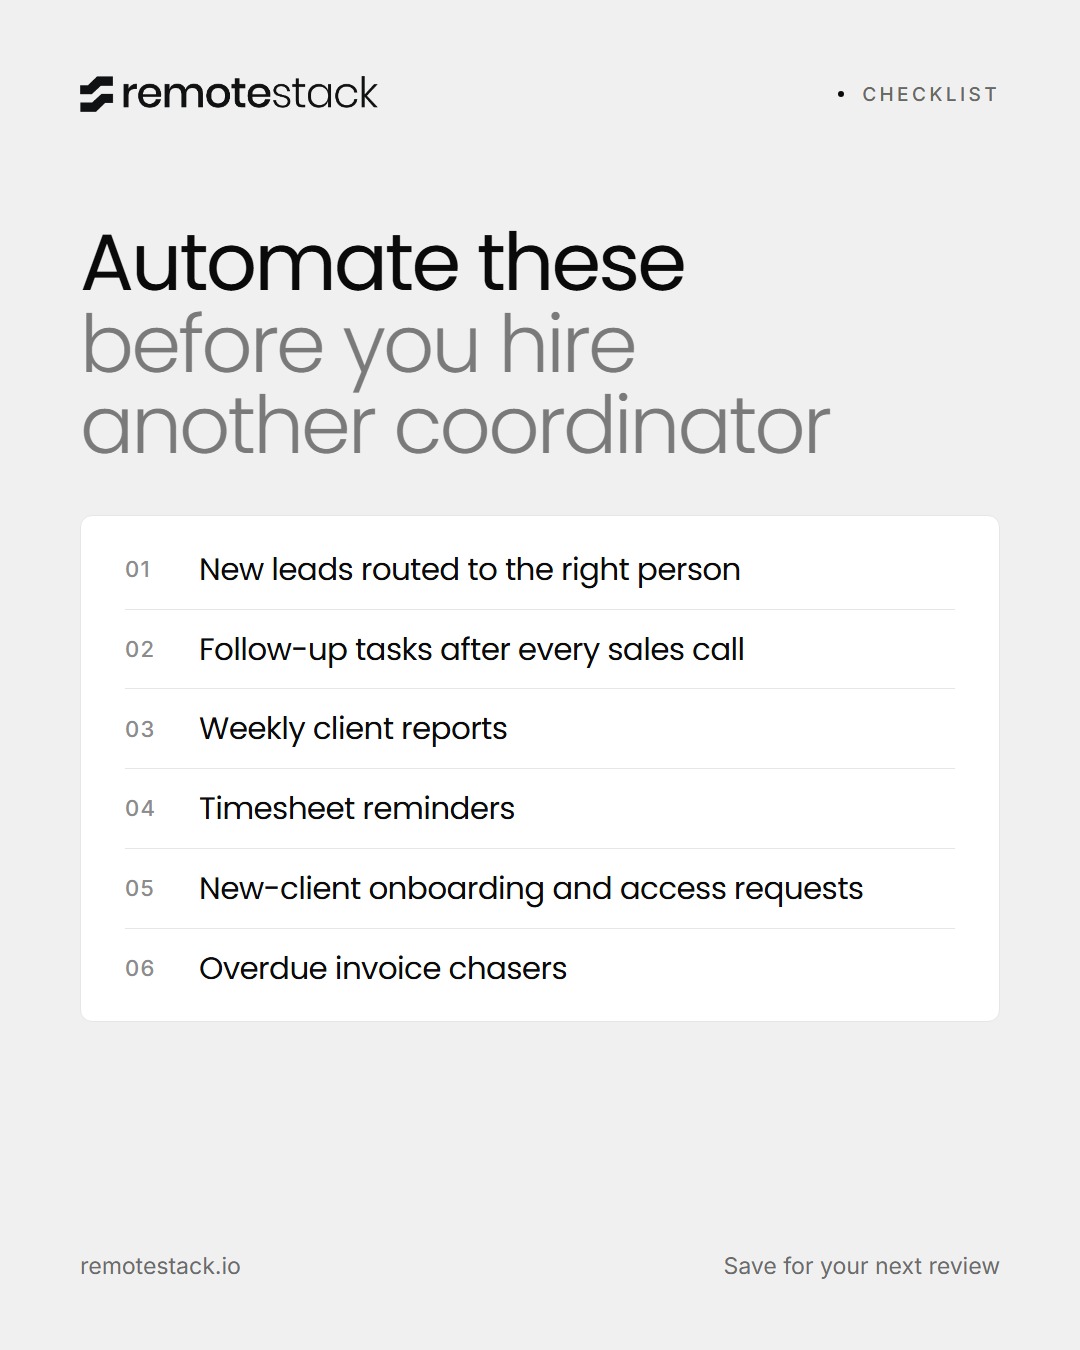 remotestack
• CHECKLIST
Automate these
before you hire
another coordinator
01 New leads routed to the right person
02 Follow-up tasks after every sales call
03 Weekly client reports
04 Timesheet reminders
05 New-client onboarding and access requests
06 Overdue invoice chasers
remotestack.io
Save for your next review